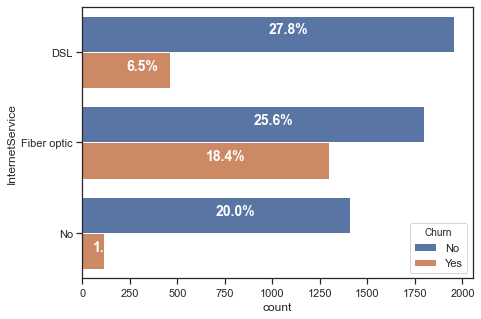 27.8%
DSL
6.5%
25.6%
Fiber optic
18.4%
InternetService
20.0%
No
1.
Churn
No
Yes
0 250 500 750 1000 1250 1500 1750 2000
count